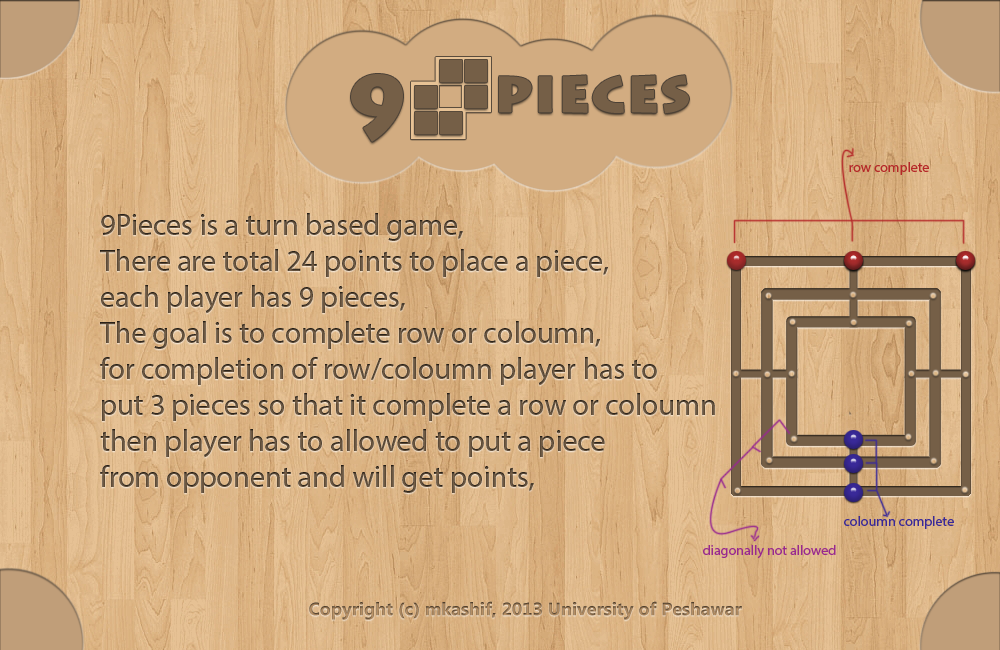 9 PIECES
row complete
9Pieces is a turn based game,
There are total 24 points to place a piece,
each player has 9 pieces,
The goal is to complete row or coloumn,
for completion of row/coloumn player has to
put 3 pieces so that it complete a row or coloumn
then player has to allowed to put a piece
from opponent and will get points,
coloumn complete
diagonally not allowed
Copyright (c) mkashif, 2013 University of Peshawar